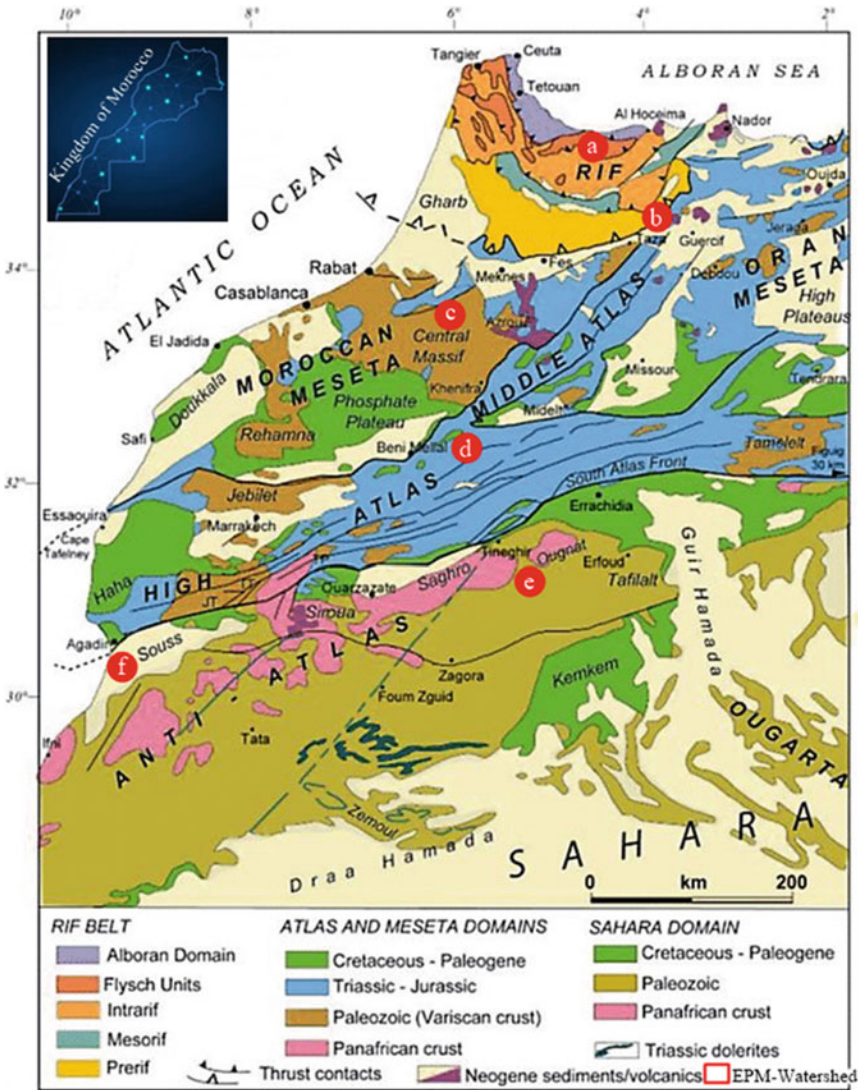 10°
8°
6°
4°
2°
Kingdom of Morocco
Ceuta
Tangier
Tetouan
ALBORAN SEA
Al Hoceima
Nador
a
RIF
Oujda
ATLANTIC OCEAN
Gharb
b
Jerada
Taza
Guercif
34°
Fes
Meknes
Debdou
ORAN
MESETA
Rabat
High
Plateaus
Casablanca
c
Azrou
El Jadida
Central
Massif
MOROCCAN
MESETA
MIDDLE ATLAS
Missour
Doukkala
Khenifra
Tendrara
Phosphate
Plateau
Midelt
Safi
Rehamna
Beni Mellal
d
Tamelelt
Figuig
30 km
South Atlas Front
32°
Jebilet
ATLAS
Essaouira
Marrakech
Errachidia
Cape
Tafelney
Tineghir
Ougnat
TP
Erfoud
Guir Hamada
Haha
HIGH
Ouarzazate
Saghro
e
Tafilalt
JT
Siroua
Agadir
Souss
f
Zagora
30°
Foum Zguid
Kemkem
ANTI-ATLAS
Ifni
Tata
OUGARTA
Zemoul
SAHARA
Draa Hamada
0
km
200
RIF BELT
ATLAS AND MESETA DOMAINS
SAHARA DOMAIN
Alboran Domain
Cretaceous - Paleogene
Cretaceous - Paleogene
Flysch Units
Triassic - Jurassic
Paleozoic
Intrarif
Paleozoic (Variscan crust)
Panafrican crust
Mesorif
Panafrican crust
Triassic dolerites
Prerif
Thrust contacts
Neogene sediments/volcanics
EPM-Watershed